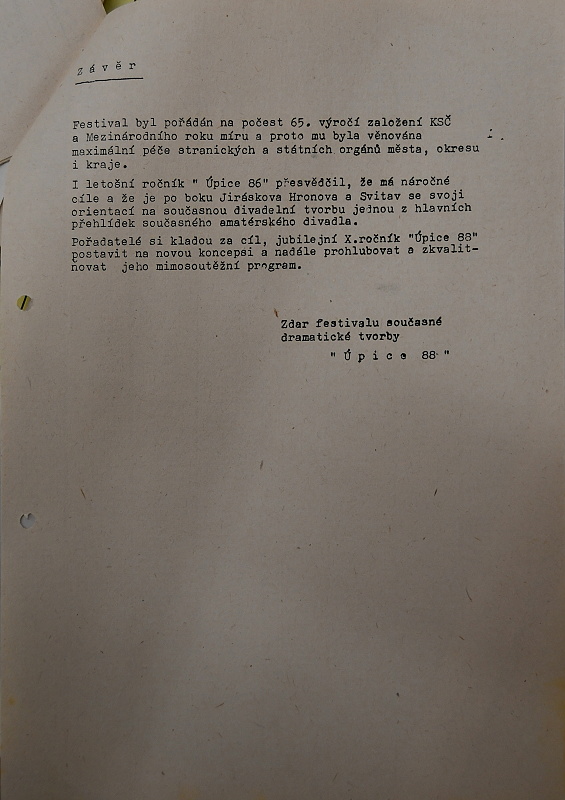 Z á v ě r
Festival byl pořádán na počest 65. výročí založení KSČ
a Mezinárodního roku míru a proto mu byla věnována
maximální péče stranických a státních orgánů města, okresu
i kraje.
I letošní ročník " Úpice 86" přesvědčil, že má náročné
cíle a že je po boku Jiráskova Hronova a Svitav se svoji
orientací na současnou divadelní tvorbu jednou z hlavních
přehlídek současného amatérského divadla.
Pořadatelé si kladou za cíl, jubilejní X.ročník "Úpice 88"
postavit na novou koncepsi a nadále prohlubovat a zkvalit-
ňovat jeho mimosoutěžní program.
Zdar festivalu současné
dramatické tvorby
" Ú p i c e 88 "